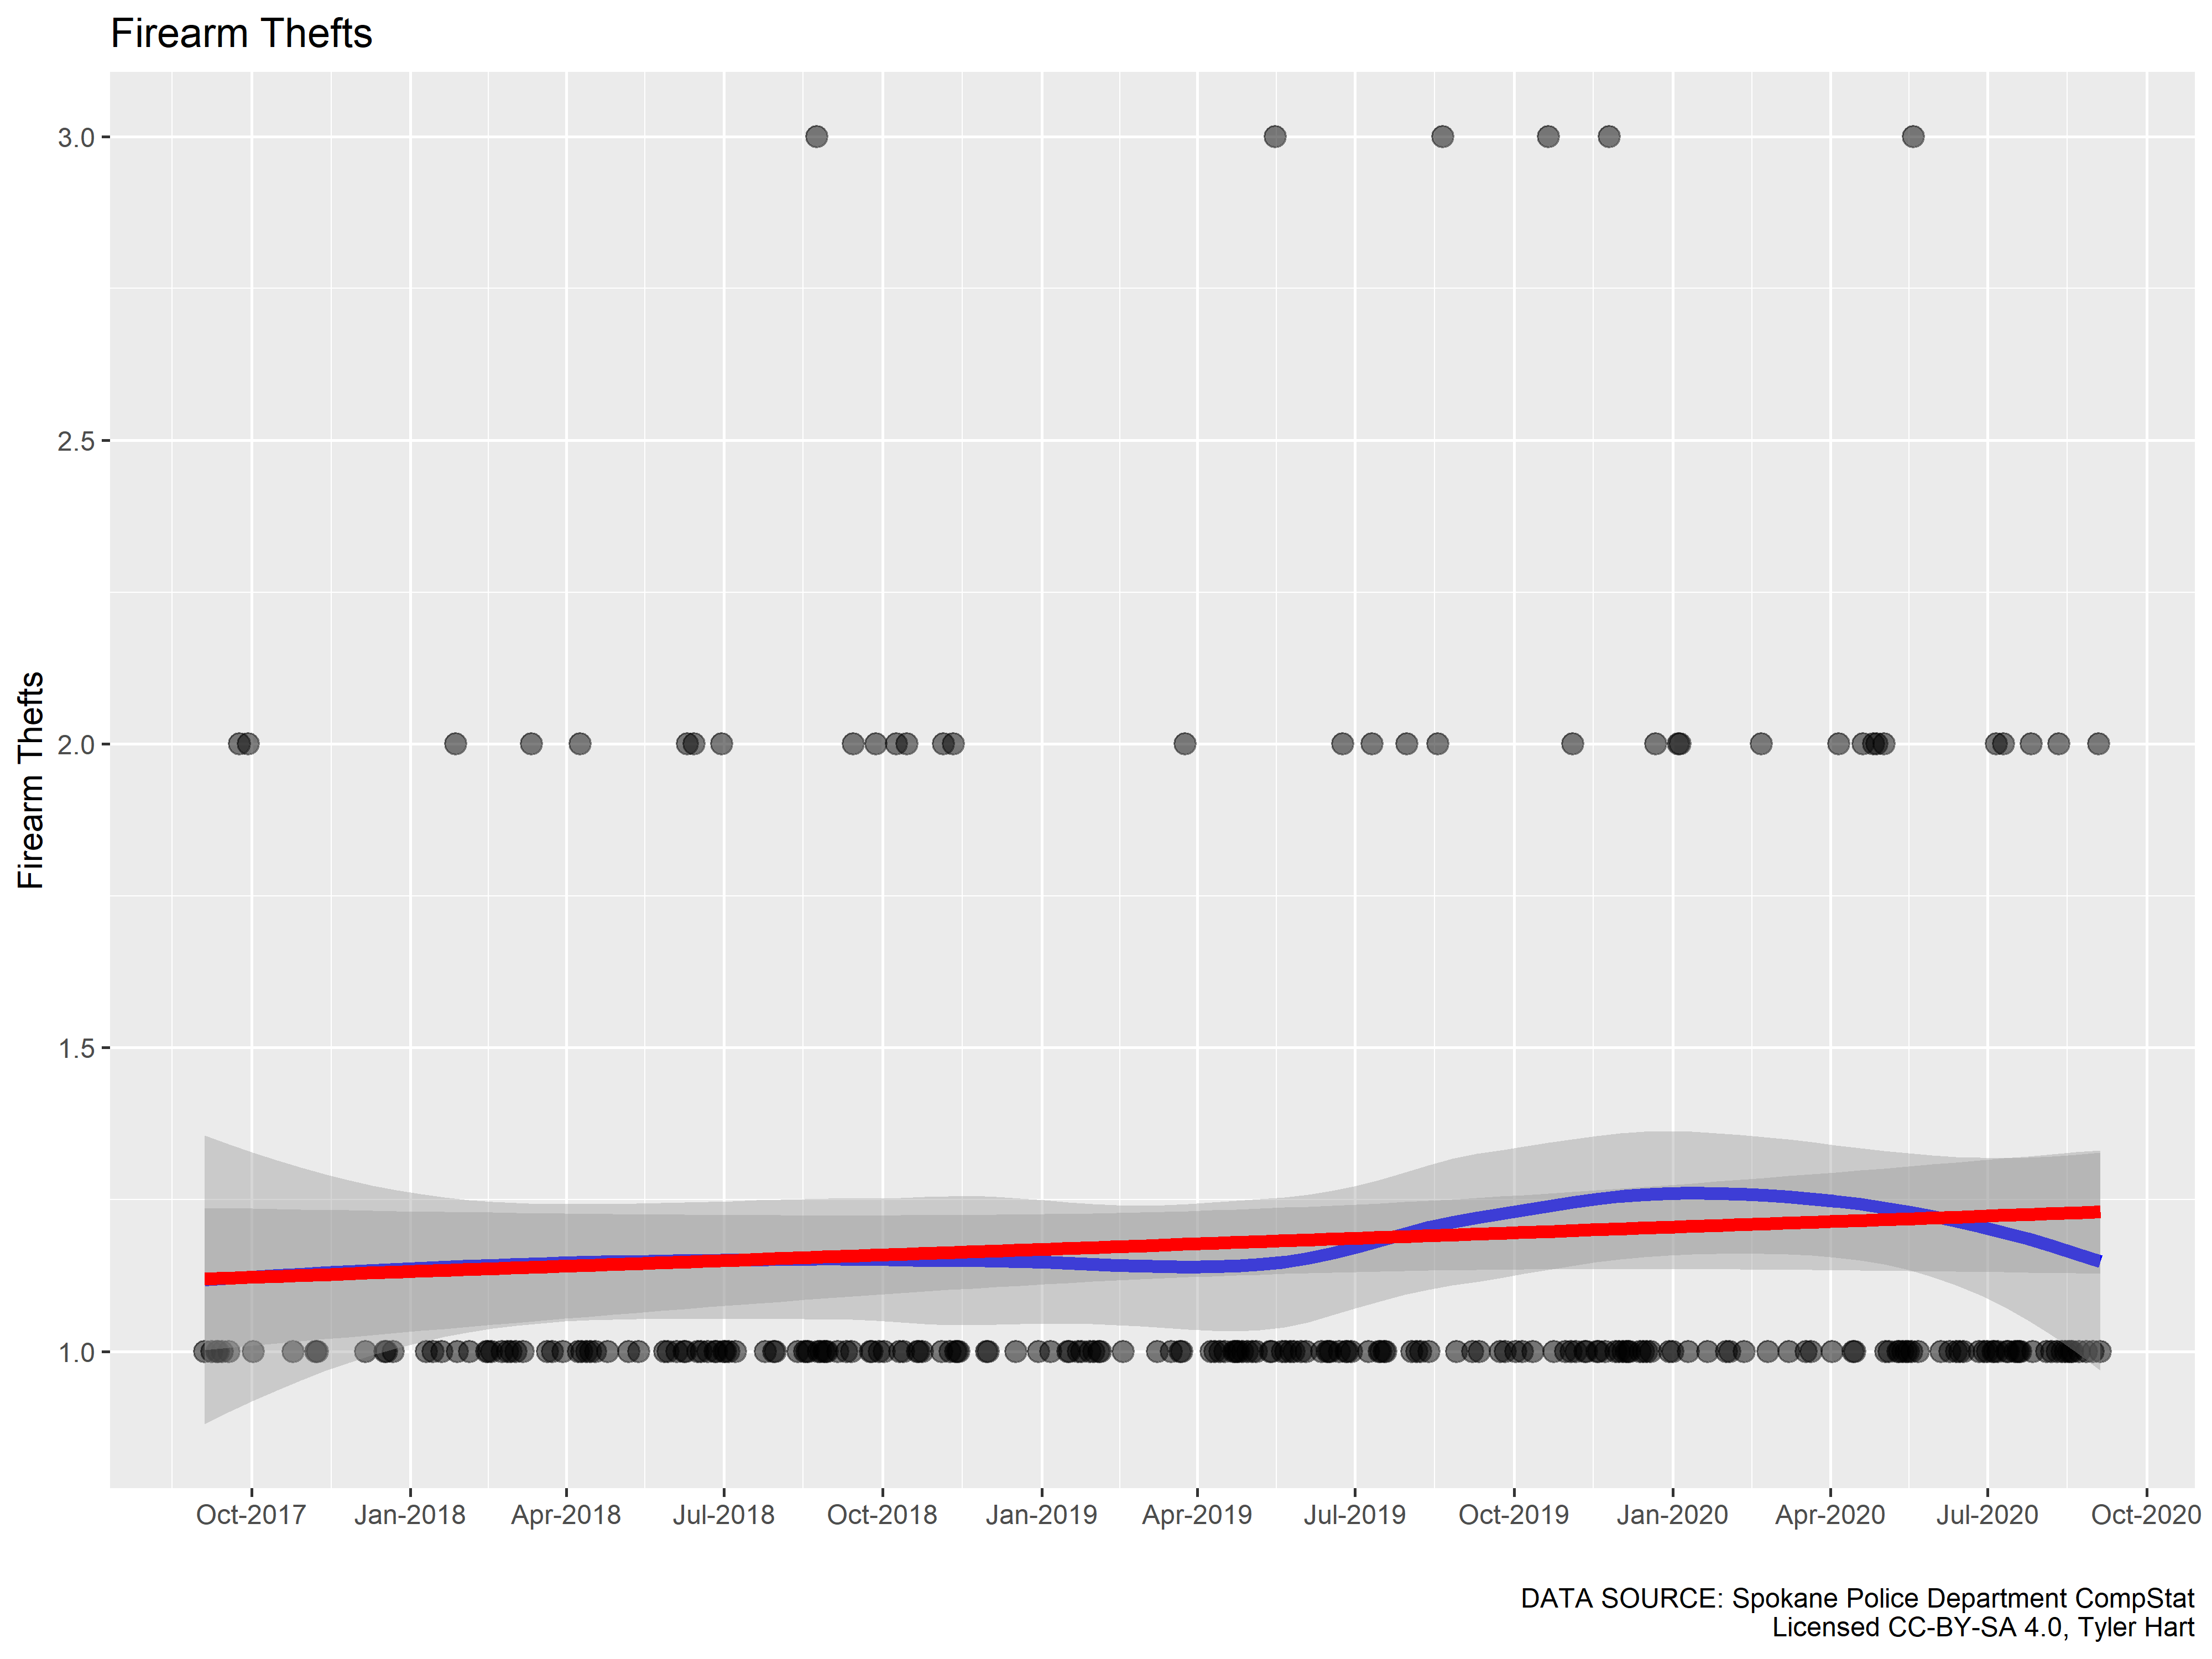 Firearm Thefts
Firearm Thefts
3.0
2.5
2.0
1.5
1.0
Oct-2017 Jan-2018 Apr-2018 Jul-2018 Oct-2018 Jan-2019 Apr-2019 Jul-2019 Oct-2019 Jan-2020 Apr-2020 Jul-2020 Oct-2020
DATA SOURCE: Spokane Police Department CompStat
Licensed CC-BY-SA 4.0, Tyler Hart